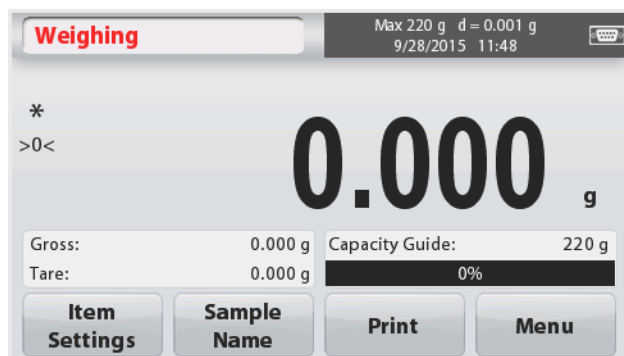 Weighing
Max 220 g d = 0.001 g
9/28/2015 11:48
*
>0<
0.000 g
Gross: 0.000 g
Tare: 0.000 g
Capacity Guide: 220 g
0%
Item
Settings
Sample
Name
Print
Menu